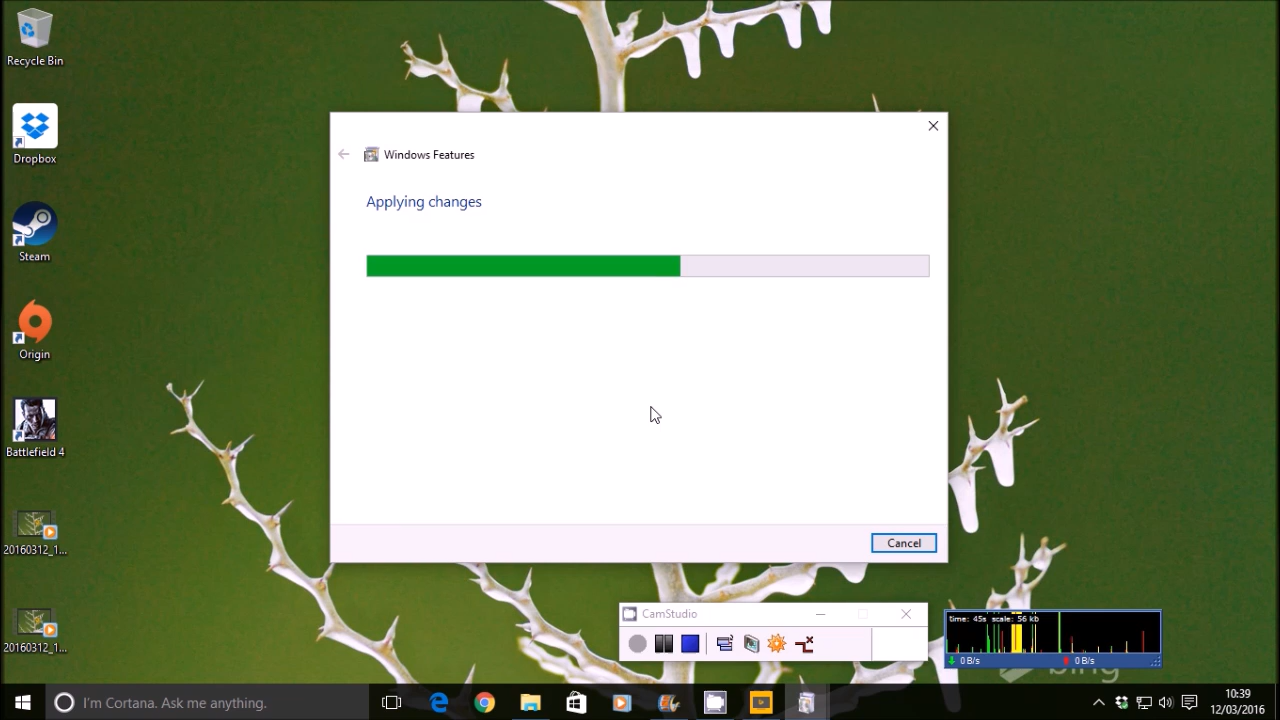 Recycle Bin
Dropbox
Steam
Origin
Battlefield 4
20160312_1...
20160312_1...
Windows Features
Applying changes
Cancel
CamStudio
time: 45s scale: 56 kb
0 B/s
0 B/s
bing
I'm Cortana. Ask me anything.
10:39
12/03/2016